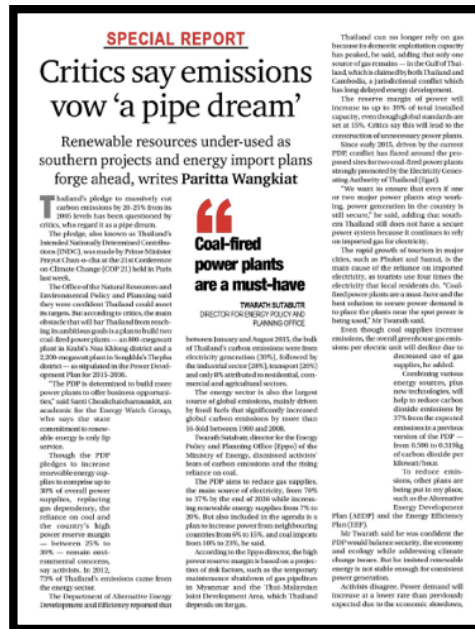 SPECIAL REPORT
Critics say emissions
vow 'a pipe dream'
Renewable resources under-used as
southern projects and energy import plans
forge ahead, writes Paritta Wangkiat
Thailand's pledge to massively cut
carbon emissions by 20-25% from its
2005 levels has been questioned by
critics, who regard it as a pipe dream.
The pledge, also known as Thailand's
Intended Nationally Determined Contribu-
tions (INDC), was made by Prime Minister
Prayut Chan-o-cha at the 21st Conference
on Climate Change (COP 21) held in Paris
last week.
The Office of the Natural Resources and
Environmental Policy and Planning said
they were confident Thailand could meet
its targets. But according to critics, the main
obstacle that will bar Thailand from reach-
ing its ambitious goals is a plan to build two
coal-fired power plants — an 800-megawatt
plant in Krabi's Nua Khlong district and a
2,200-megawatt plant in Songkhla's Thepha
district — as stipulated in the Power Devel-
opment Plan for 2015-2036.
"The PDP is determined to build more
power plants to offer business opportuni-
ties," said Santi Choakchaichamnankit, an
academic for the Energy Watch Group,
who says the state
commitment to renew-
able energy is only lip
service.
Though the PDP
pledges to increase
renewable energy sup-
plies to comprise up to
30% of overall power
supplies, replacing
gas dependency, the
reliance on coal and
the country's high
power reserve margin
— between 25% to
39% — remain envi-
ronmental concerns,
say activists. In 2012,
73% of Thailand's emissions came from
the energy sector.
The Department of Alternative Energy
Development and Efficiency reported that
Coal-fired
power plants
are a must-have
TWARATH SUTABUTR
DIRECTOR FOR ENERGY POLICY AND
PLANNING OFFICE
between January and August 2015, the bulk
of Thailand's carbon emissions were from
electricity generation (39%), followed by
the industrial sector (28%), transport (26%)
and only 8% attributed to residential, com-
mercial and agricultural sectors.
The energy sector is also the largest
source of global emissions, mainly driven
by fossil fuels that significantly increased
global carbon emissions by more than
16-fold between 1900 and 2008.
Twarath Sutabutr, director for the Energy
Policy and Planning Office (Eppo) of the
Ministry of Energy, dismissed activists'
fears of carbon emissions and the rising
reliance on coal.
The PDP aims to reduce gas supplies,
the main source of electricity, from 70%
to 37% by the end of 2036 while increas-
ing renewable energy supplies from 7% to
20%. But also included in the agenda is a
plan to increase power from neighbouring
countries from 6% to 15%, and coal imports
from 10% to 23%, he said.
According to the Eppo director, the high
power reserve margin is based on a projec-
tion of risk factors, such as the temporary
maintenance shutdown of gas pipelines
in Myanmar and the Thai-Malaysian
Joint Development Area, which Thailand
depends on for gas.
Thailand can no longer rely on gas
because its domestic exploitation capacity
has peaked, he said, adding that only one
source of gas remains — in the Gulf of Thai-
land, which is claimed by both Thailand and
Cambodia, a jurisdictional conflict which
has long delayed energy development.
The reserve margin of power will
increase to up to 39% of total installed
capacity, even though global standards are
set at 15%. Critics say this will lead to the
construction of unnecessary power plants.
Since early 2015, driven by the current
PDP, conflict has flared around the pro-
posed sites for two coal-fired power plants
strongly promoted by the Electricity Gener-
ating Authority of Thailand (Egat).
"We want to ensure that even if one
or two major power plants stop work-
ing, power generation in the country is
still secure," he said, adding that south-
ern Thailand still does not have a secure
power system because it continues to rely
on imported gas for electricity.
The rapid growth of tourism in major
cities, such as Phuket and Samui, is the
main cause of the reliance on imported
electricity, as tourists use four times the
electricity that local residents do. "Coal-
fired power plants are a must-have and the
best solution to secure power demand is
to place the plants near the spot power is
being used," Mr Twarath said.
Even though coal supplies increase
emissions, the overall greenhouse gas emis-
sions per electric unit will decline due to
decreased use of gas
supplies, he added.
Combining various
energy sources, plus
new technologies, will
help to reduce carbon
dioxide emissions by
37% from the expected
emissions in a previous
version of the PDP —
from 0.506 to 0.319kg
of carbon dioxide per
kilowatt/hour.
To reduce emis-
sions, other plans are
being put in any place,
such as the Alternative
Energy Development
Plan (AEDP) and the Energy Efficiency
Plan (EEP).
Mr Twarath said he was confident the
PDP would balance security, the economy
and ecology while addressing climate
change issues. But he insisted renewable
energy is not stable enough for consistent
power generation.
Activists disagree. Power demand will
increase at a lower rate than previously
expected due to the economic slowdown,